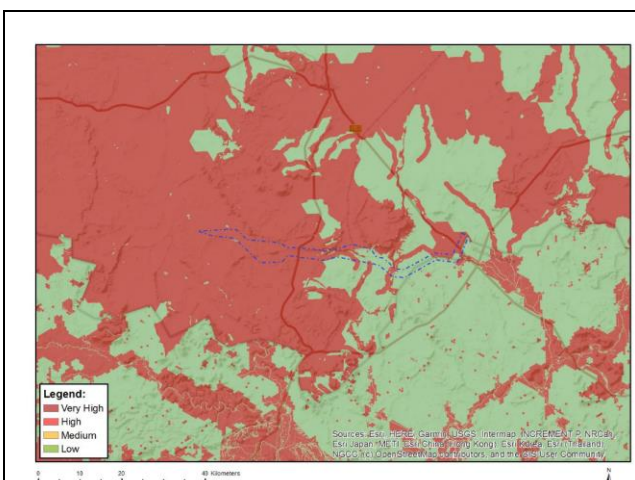 Legend:
Very High
High
Medium
Low
Sources: Esri, HERE, Garmin, USGS, Intermap, INCREMENT P, NRCan,
Esri Japan, METI, Esri China (Hong Kong), Esri Korea, Esri (Thailand),
NGCC, (c) OpenStreetMap contributors, and the GIS User Community
0 5 10 20 30 40 Kilometers
N